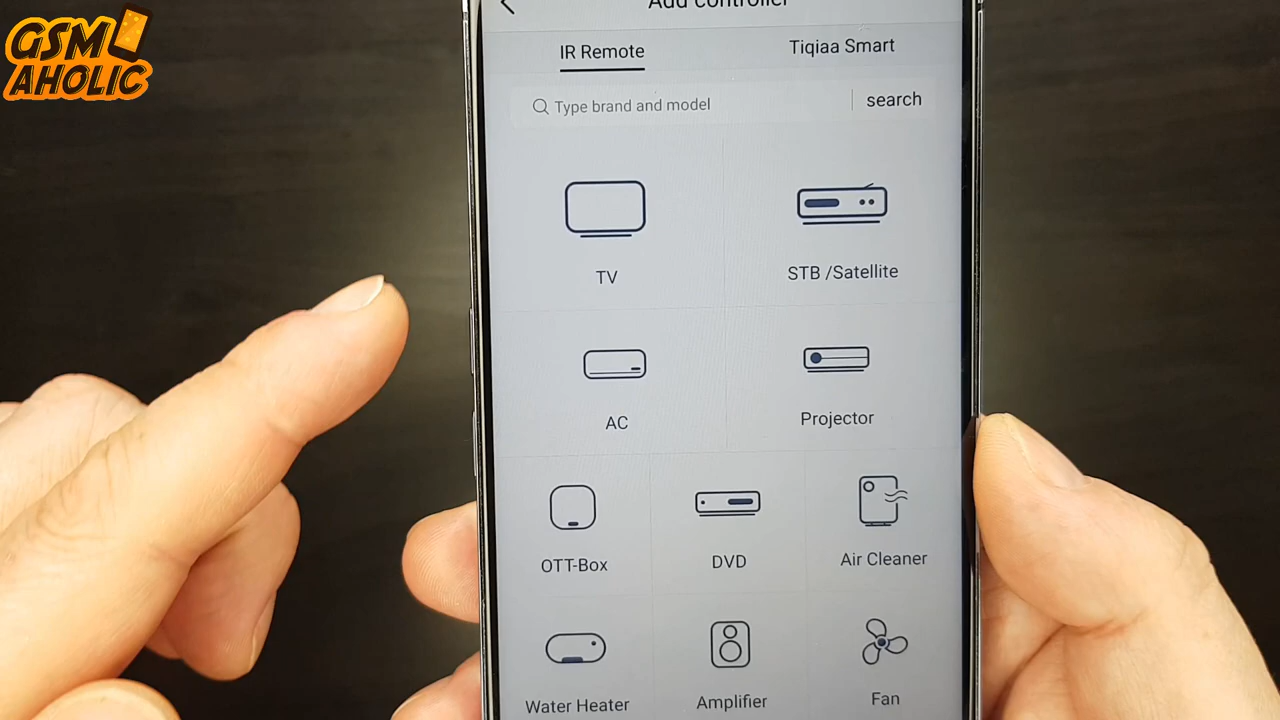 GSM
AHOLIC
Add controller
IR Remote
Tiqiaa Smart
Type brand and model
search
TV
STB /Satellite
AC
Projector
OTT-Box
DVD
Air Cleaner
Water Heater
Amplifier
Fan